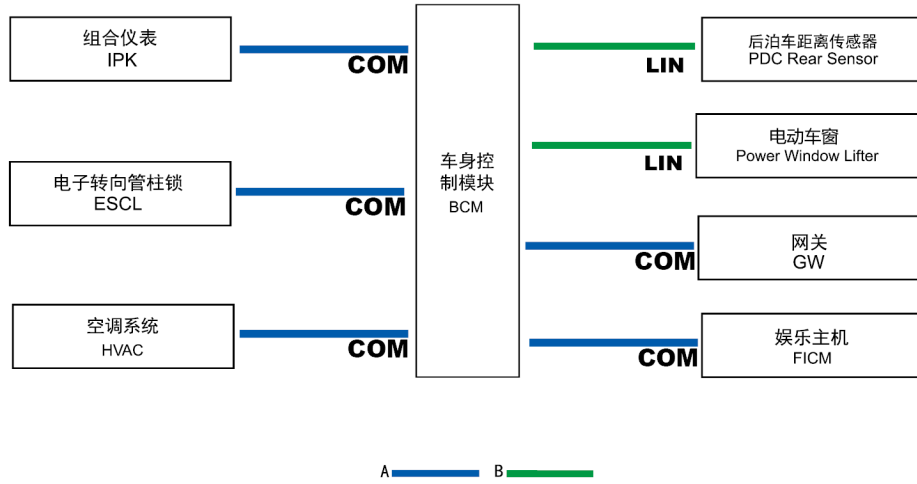 组合仪表
IPK
COM
电子转向管柱锁
ESCL
COM
空调系统
HVAC
COM
车身控
制模块
BCM
LIN
后泊车距离传感器
PDC Rear Sensor
LIN
电动车窗
Power Window Lifter
COM
网关
GW
COM
娱乐主机
FICM
A B